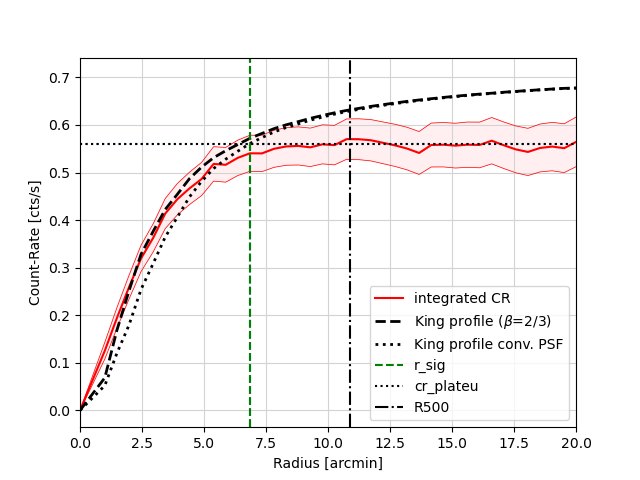 0.7
0.6
0.5
0.4
0.3
0.2
0.1
0.0
Count-Rate [cts/s]
integrated CR
King profile (β=2/3)
King profile conv. PSF
r_sig
cr_plateu
R500
0.0 2.5 5.0 7.5 10.0 12.5 15.0 17.5 20.0
Radius [arcmin]